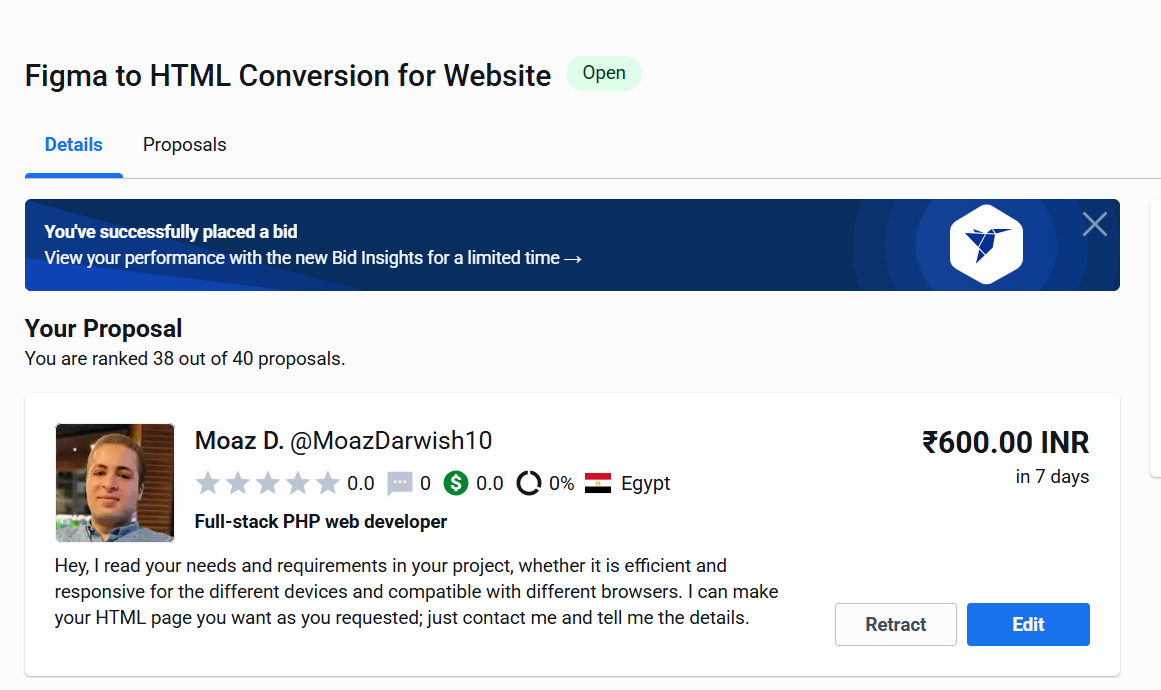 Figma to HTML Conversion for Website Open
Details Proposals
You've successfully placed a bid
View your performance with the new Bid Insights for a limited time →
Your Proposal
You are ranked 38 out of 40 proposals.
Moaz D. @MoazDarwish10
0.0 0 0.0 0% Egypt
Full-stack PHP web developer
₹600.00 INR
in 7 days
Hey, I read your needs and requirements in your project, whether it is efficient and
responsive for the different devices and compatible with different browsers. I can make
your HTML page you want as you requested; just contact me and tell me the details.
Retract Edit